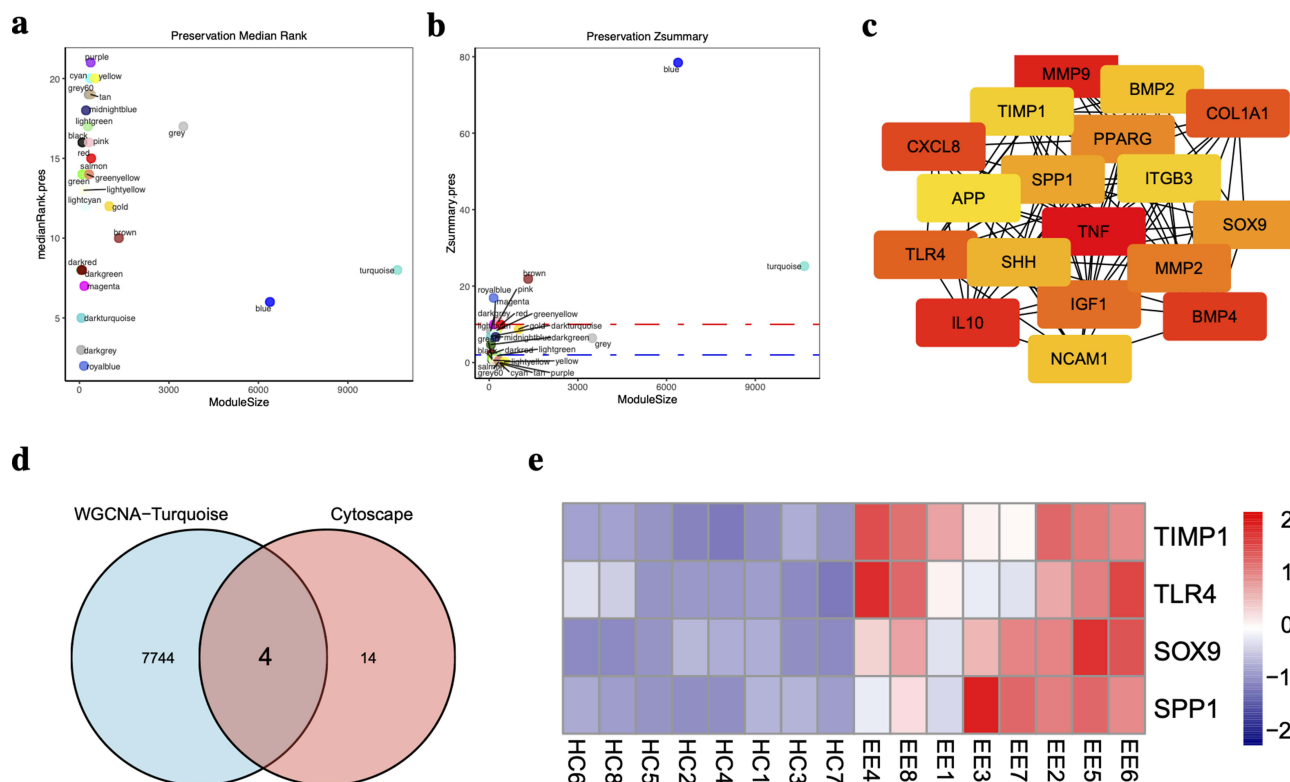 a
Preservation Median Rank
medianRank.pres
20
15
10
5
purple
cyan
yellow
grey60
tan
midnightblue
lightgreen
grey
black
pink
red
salmon
greenyellow
green
lightyellow
lightcyan
gold
brown
darkred
darkgreen
turquoise
magenta
blue
darkturquoise
darkgrey
royalblue
0
3000
6000
9000
ModuleSize
b
Preservation Zsummary
Zsummary.pres
80
60
40
20
0
blue
turquoise
brown
royalblue
pink
magenta
darkgrey
red
greenyellow
lightcyan
gold
darkturquoise
green
midnightblue
darkgreen
grey
black
darkred
lightgreen
salmon
lightyellow
yellow
grey60
cyan
tan
purple
0
3000
6000
9000
ModuleSize
c
MMP9
BMP2
TIMP1
COL1A1
CXCL8
PPARG
SPP1
ITGB3
APP
TNF
SOX9
TLR4
SHH
MMP2
IL10
IGF1
BMP4
NCAM1
d
WGCNA-Turquoise
Cytoscape
7744
4
14
e
TIMP1
TLR4
SOX9
SPP1
HC6
HC8
HC5
HC2
HC4
HC1
HC3
HC7
EE4
EE8
EE1
EE3
EE7
EE2
EE5
EE6
2
1
0
−1
−2